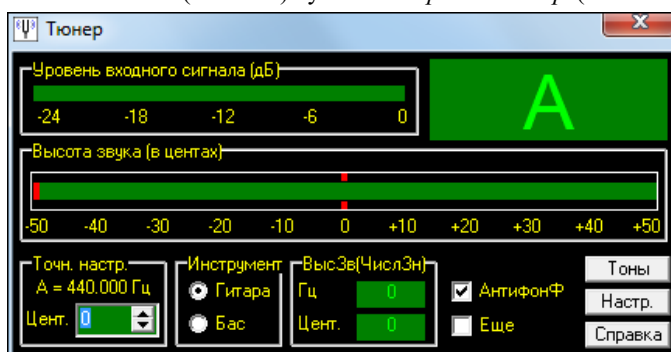 Тюнер
Уровень входного сигнала (дБ)
-24 -18 -12 -6 0
A
Высота звука (в центах)
-50 -40 -30 -20 -10 0 +10 +20 +30 +40 +50
Точн. настр. Инструмент ВысЗв(ЧислЗн) Тоны
A = 440.000 Гц Гитара Гц 0 АнтифонФ Настр.
Цент. 0 Бас Цент. 0 Еще Справка